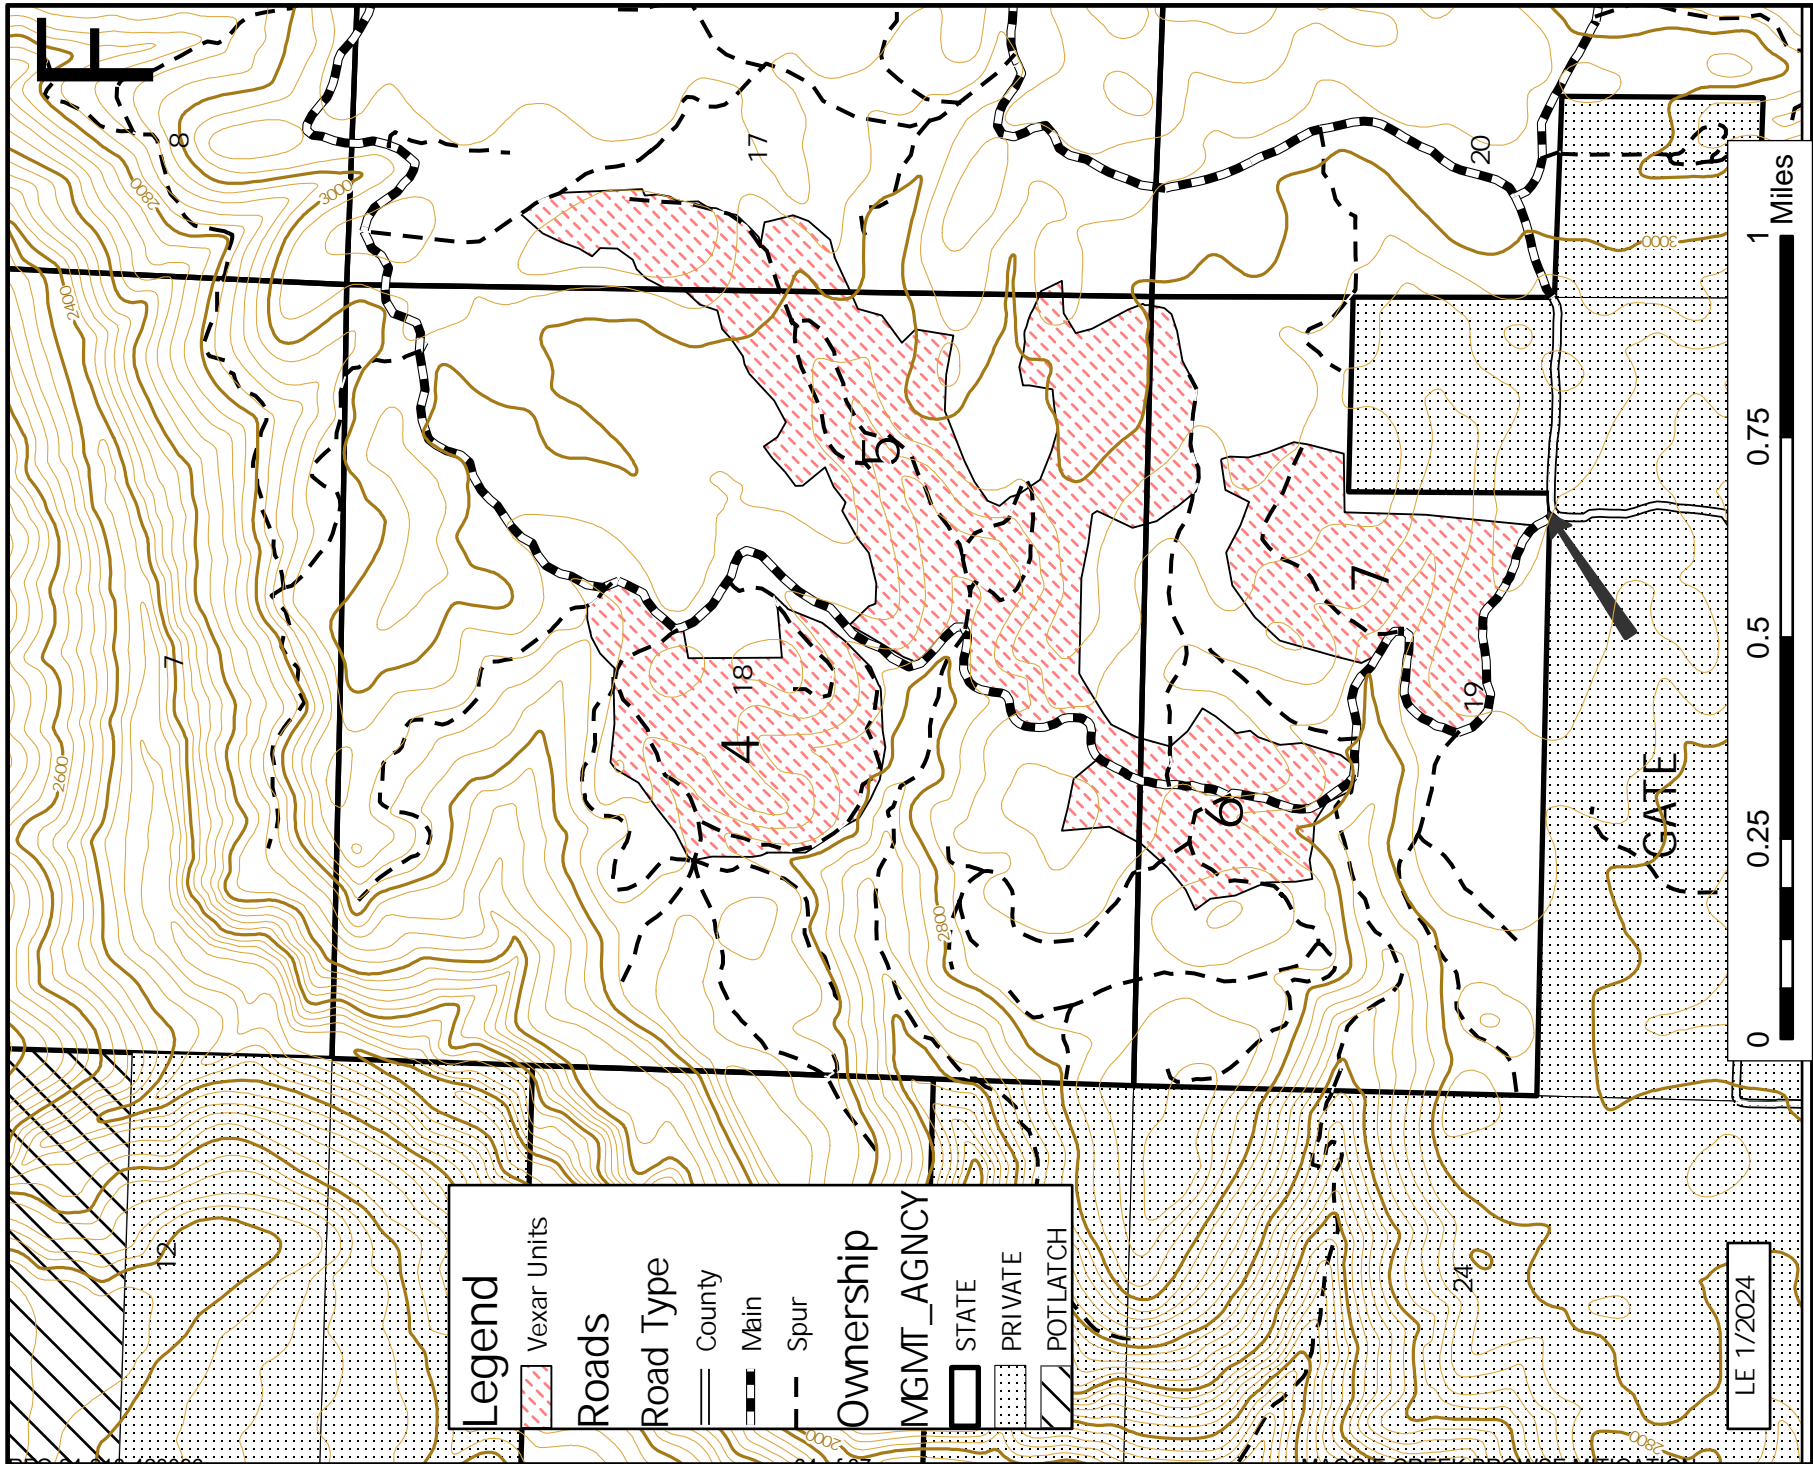 Legend
Vexar Units
Roads
Road Type
County
Main
Spur
Ownership
MGMT_AGNCY
STATE
PRIVATE
POTLATCH
LE 1/2024
0 0.25 0.5 0.75 1 Miles
GATE
4
5
6
7
7
8
12
17
18
19
20
24
2400
2600
2800
3000
2800
3000
2000
2800